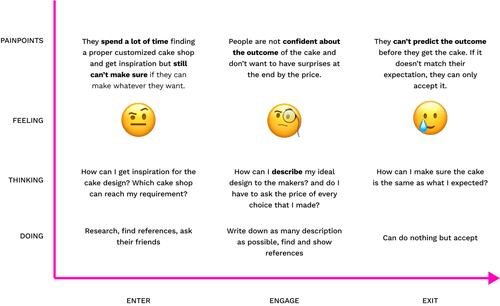 PAINPOINTS
They spend a lot of time finding
a proper customized cake shop
and get inspiration but still
can't make sure if they can
make whatever they want.
People are not confident about
the outcome of the cake and
don't want to have surprises at
the end by the price.
They can't predict the outcome
before they get the cake. If it
doesn't match their
expectation, they can only
accept it.
FEELING
THINKING
How can I get inspiration for the
cake design? Which cake shop
can reach my requirement?
How can I describe my ideal
design to the makers? and do I
have to ask the price of every
choice that I made?
How can I make sure the cake
is the same as what I expected?
DOING
Research, find references, ask
their friends
Write down as many description
as possible, find and show
references
Can do nothing but accept
ENTER
ENGAGE
EXIT